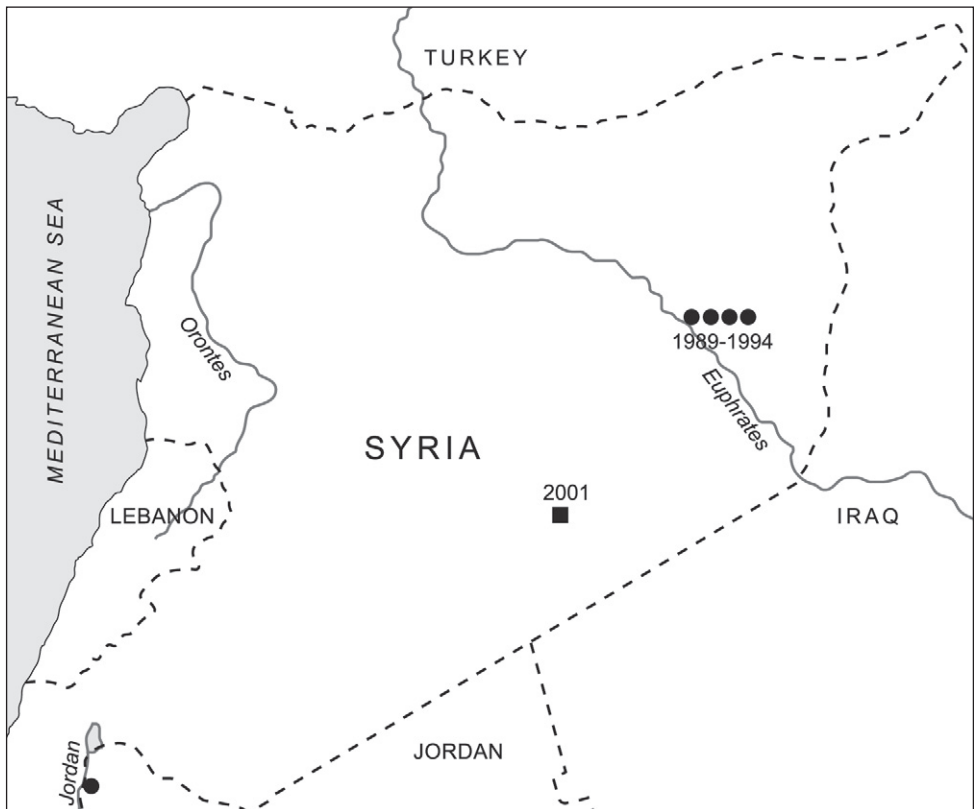 TURKEY
MEDITERRANEAN SEA
Orontes
1989-1994
Euphrates
SYRIA
2001
LEBANON
IRAQ
JORDAN
Jordan